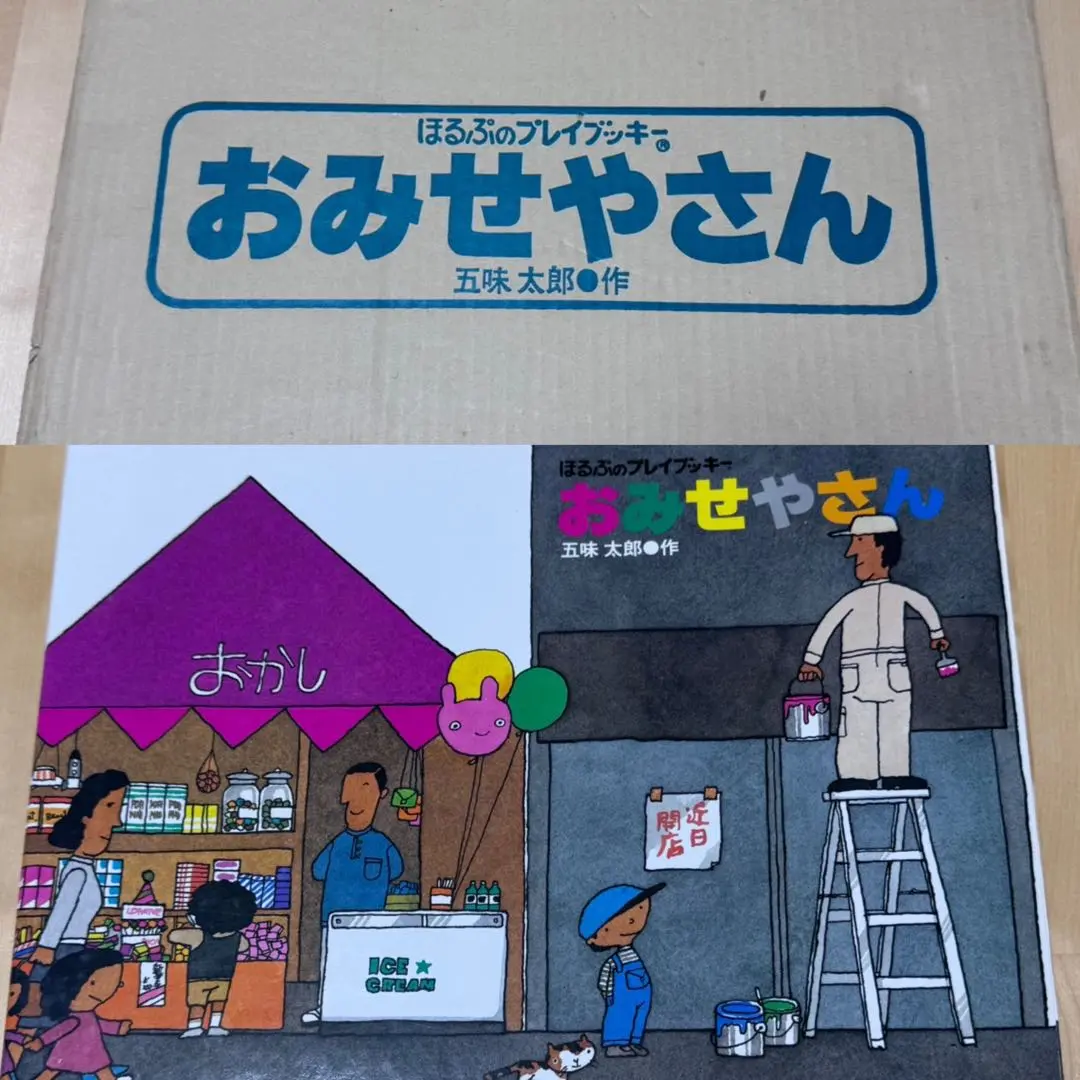 ほるぷのプレイブッキー®
おみせやさん
五味 太郎●作
ほるぷのプレイブッキー
おみせやさん
五味 太郎●作
おかし
近日
開店
ICE★
CREAM